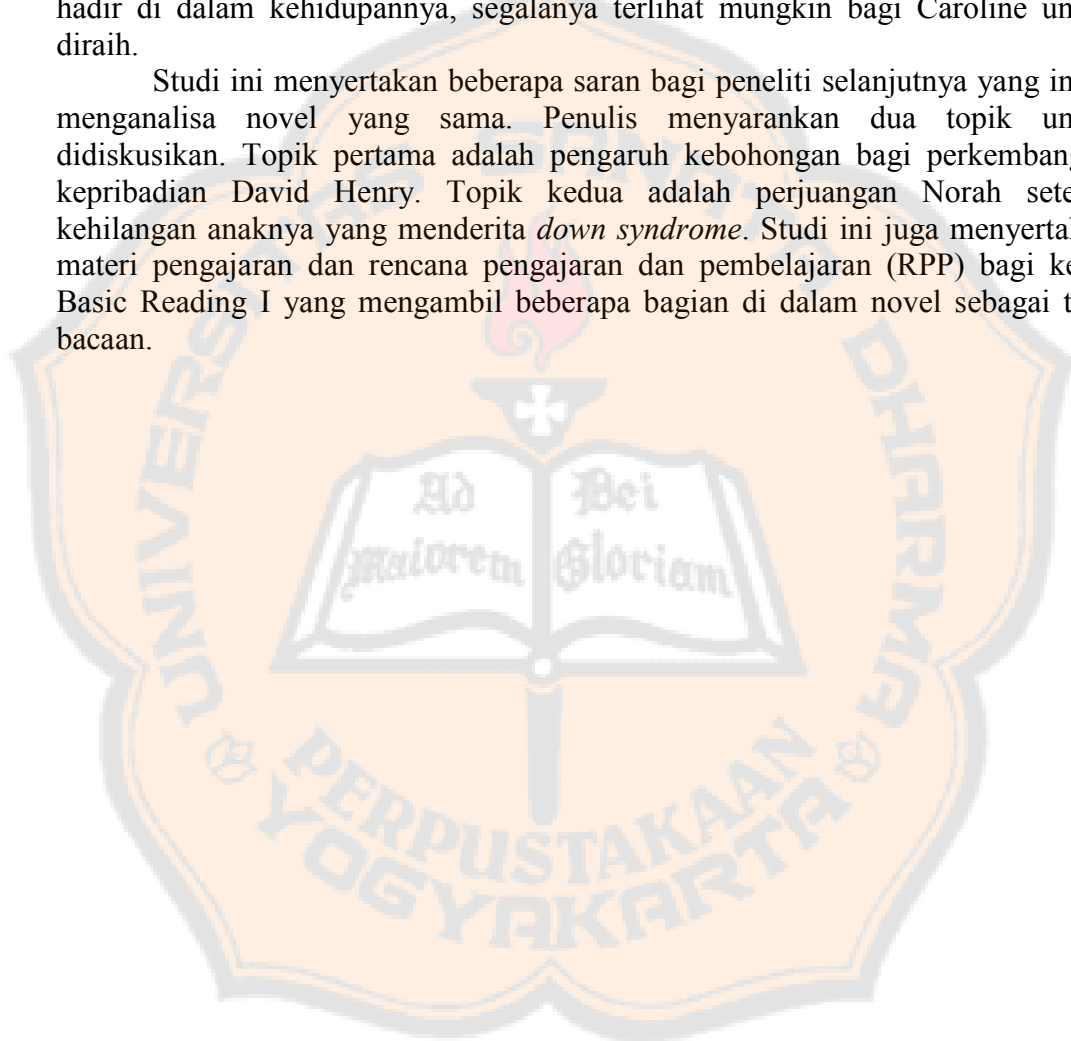 hadir di dalam kehidupannya, segalanya terlihat mungkin bagi Caroline un
diraih.
Studi ini menyertakan beberapa saran bagi peneliti selanjutnya yang in
menganalisa novel yang sama. Penulis menyarankan dua topik un
didiskusikan. Topik pertama adalah pengaruh kebohongan bagi perkembang
kepribadian David Henry. Topik kedua adalah perjuangan Norah sete
kehilangan anaknya yang menderita down syndrome. Studi ini juga menyertal
materi pengajaran dan rencana pengajaran dan pembelajaran (RPP) bagi ke
Basic Reading I yang mengambil beberapa bagian di dalam novel sebagai t
bacaan.
UNIVERSITAS SANATA DHARMA
Ad Dei
Maiorem Gloriam
PERPUSTAKAAN
YOGYAKARTA